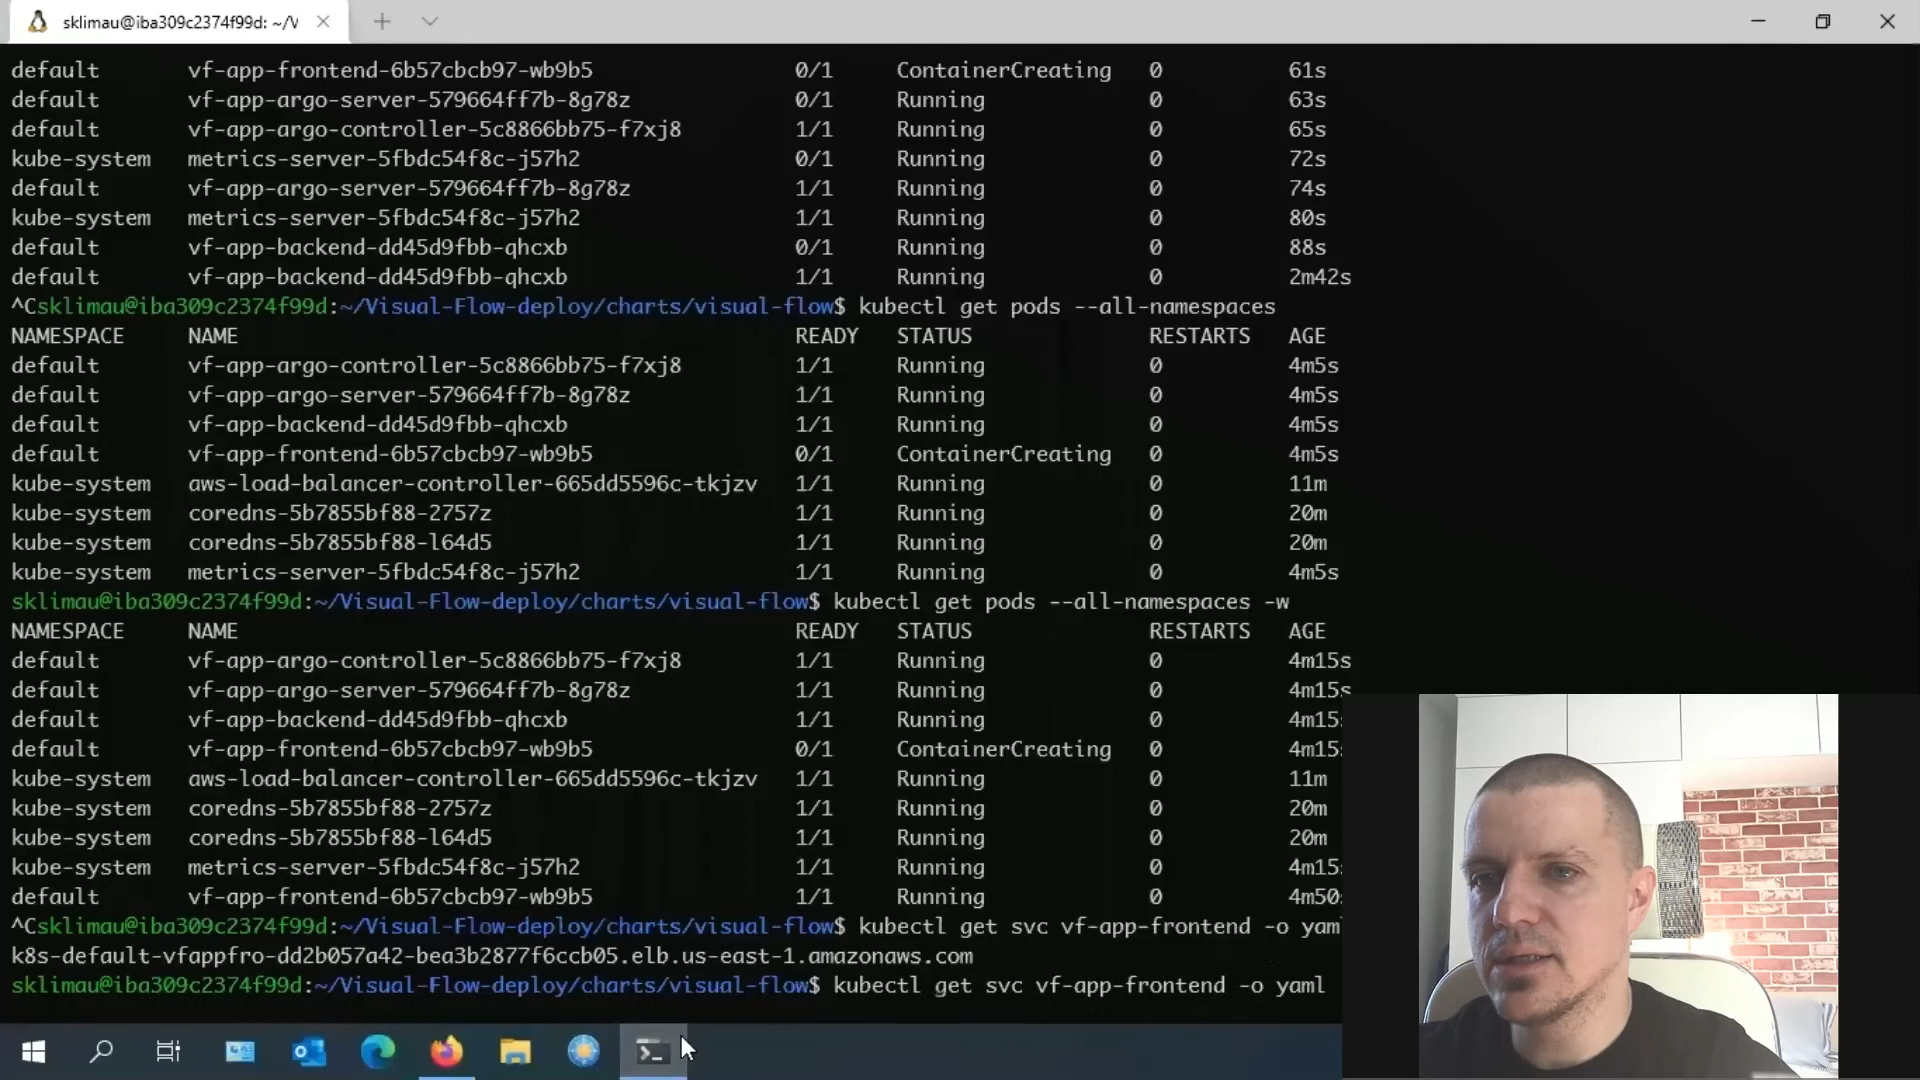 sklimau@iba309c2374f99d: ~/V
default vf-app-frontend-6b57cbcb97-wb9b5 0/1 ContainerCreating 0 61s
default vf-app-argo-server-579664ff7b-8g78z 0/1 Running 0 63s
default vf-app-argo-controller-5c8866bb75-f7xj8 1/1 Running 0 65s
kube-system metrics-server-5fbdc54f8c-j57h2 0/1 Running 0 72s
default vf-app-argo-server-579664ff7b-8g78z 1/1 Running 0 74s
kube-system metrics-server-5fbdc54f8c-j57h2 1/1 Running 0 80s
default vf-app-backend-dd45d9fbb-qhcxb 0/1 Running 0 88s
default vf-app-backend-dd45d9fbb-qhcxb 1/1 Running 0 2m42s
^Csklimau@iba309c2374f99d:~/Visual-Flow-deploy/charts/visual-flow$ kubectl get pods --all-namespaces
NAMESPACE NAME READY STATUS RESTARTS AGE
default vf-app-argo-controller-5c8866bb75-f7xj8 1/1 Running 0 4m5s
default vf-app-argo-server-579664ff7b-8g78z 1/1 Running 0 4m5s
default vf-app-backend-dd45d9fbb-qhcxb 1/1 Running 0 4m5s
default vf-app-frontend-6b57cbcb97-wb9b5 0/1 ContainerCreating 0 4m5s
kube-system aws-load-balancer-controller-665dd5596c-tkjzv 1/1 Running 0 11m
kube-system coredns-5b7855bf88-2757z 1/1 Running 0 20m
kube-system coredns-5b7855bf88-l64d5 1/1 Running 0 20m
kube-system metrics-server-5fbdc54f8c-j57h2 1/1 Running 0 4m5s
sklimau@iba309c2374f99d:~/Visual-Flow-deploy/charts/visual-flow$ kubectl get pods --all-namespaces -w
NAMESPACE NAME READY STATUS RESTARTS AGE
default vf-app-argo-controller-5c8866bb75-f7xj8 1/1 Running 0 4m15s
default vf-app-argo-server-579664ff7b-8g78z 1/1 Running 0 4m15s
default vf-app-backend-dd45d9fbb-qhcxb 1/1 Running 0 4m15s
default vf-app-frontend-6b57cbcb97-wb9b5 0/1 ContainerCreating 0 4m15s
kube-system aws-load-balancer-controller-665dd5596c-tkjzv 1/1 Running 0 11m
kube-system coredns-5b7855bf88-2757z 1/1 Running 0 20m
kube-system coredns-5b7855bf88-l64d5 1/1 Running 0 20m
kube-system metrics-server-5fbdc54f8c-j57h2 1/1 Running 0 4m15s
default vf-app-frontend-6b57cbcb97-wb9b5 1/1 Running 0 4m50s
^Csklimau@iba309c2374f99d:~/Visual-Flow-deploy/charts/visual-flow$ kubectl get svc vf-app-frontend -o yaml
k8s-default-vfappfro-dd2b057a42-bea3b2877f6ccb05.elb.us-east-1.amazonaws.com
sklimau@iba309c2374f99d:~/Visual-Flow-deploy/charts/visual-flow$ kubectl get svc vf-app-frontend -o yaml